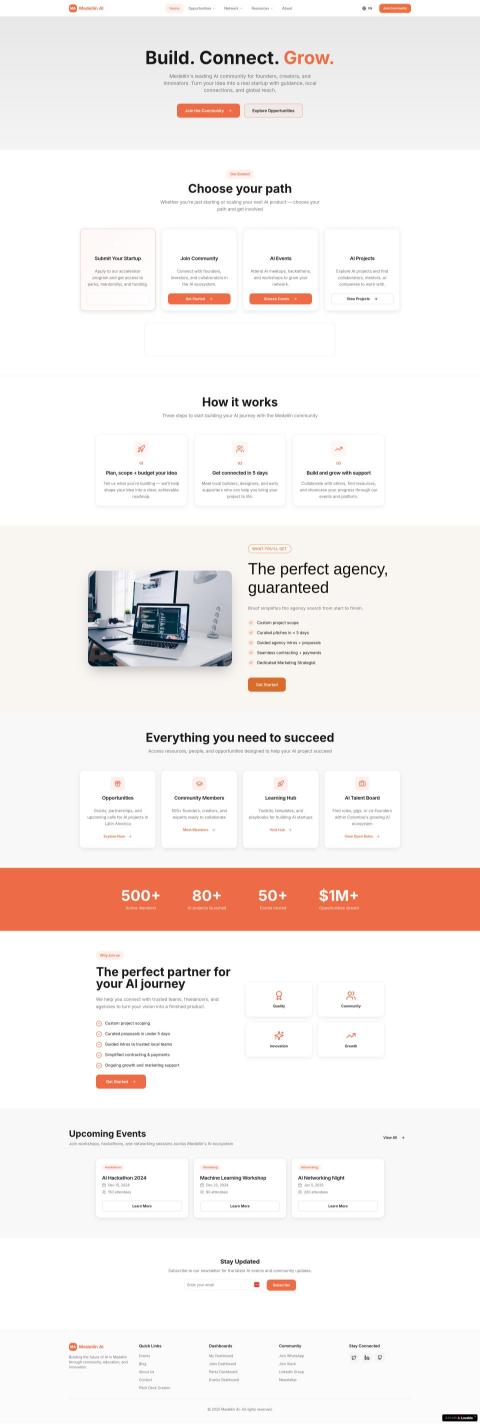 MA Medellin AI
Home
Opportunities
Network
Resources
About
EN
Join Community
Build. Connect. Grow.
Medellin's leading AI community for founders, creators, and
innovators. Turn your idea into a real startup with guidance, local
connections, and global reach.
Join the Community →
Explore Opportunities
Get Started
Choose your path
Whether you're just starting or scaling your next AI product — choose your
path and get involved
Submit Your Startup
Apply to our accelerator
program and get access to
perks, mentorship, and funding.
Join Community
Connect with founders,
investors, and collaborators in
the AI ecosystem.
Get Started →
AI Events
Attend AI meetups, hackathons,
and workshops to grow your
network.
Browse Events →
AI Projects
Explore AI projects and find
collaborators, mentors, or
companies to work with.
View Projects →
How it works
Three steps to start building your AI journey with the Medellin community
01
Plan, scope + budget your idea
Tell us what you're building — we'll help
shape your idea into a clear, achievable
roadmap.
02
Get connected in 5 days
Meet local builders, designers, and early
supporters who can help you bring your
project to life.
03
Build and grow with support
Collaborate with others, find resources,
and showcase your progress through our
events and platform.
WHAT YOU'LL GET
The perfect agency,
guaranteed
Breef simplifies the agency search from start to finish.
Custom project scope
Curated pitches in < 5 days
Guided agency intros + proposals
Seamless contracting + payments
Dedicated Marketing Strategist
Get Started
Everything you need to succeed
Access resources, people, and opportunities designed to help your AI project succeed
Opportunities
Grants, partnerships, and
upcoming calls for AI projects in
Latin America.
Explore Now →
Community Members
500+ founders, creators, and
experts ready to collaborate.
Meet Members →
Learning Hub
Toolkits, templates, and
playbooks for building AI startups.
Visit Hub →
AI Talent Board
Find roles, gigs, or co-founders
within Colombia's growing AI
ecosystem.
View Open Roles →
500+
Active members
80+
AI projects launched
50+
Events hosted
$1M+
Opportunities shared
Why Join us
The perfect partner for
your AI journey
We help you connect with trusted teams, freelancers, and
agencies to turn your vision into a finished product.
Custom project scoping
Curated proposals in under 5 days
Guided intros to trusted local teams
Simplified contracting & payments
Ongoing growth and marketing support
Get Started →
Quality
Community
Innovation
Growth
Upcoming Events
Join workshops, hackathons, and networking sessions across Medellin's AI ecosystem
View All →
Hackathon
AI Hackathon 2024
Dec 15, 2024
150 attendees
Learn More
Workshop
Machine Learning Workshop
Dec 20, 2024
80 attendees
Learn More
Networking
AI Networking Night
Jan 5, 2025
200 attendees
Learn More
Stay Updated
Subscribe to our newsletter for the latest AI events and community updates.
Enter your email
Subscribe
MA Medellin AI
Building the future of AI in Medellin
through community, education, and
innovation.
Quick Links
Events
Blog
About Us
Contact
Pitch Deck Creator
Dashboards
My Dashboard
Jobs Dashboard
Perks Dashboard
Events Dashboard
Community
Join WhatsApp
Join Slack
LinkedIn Group
Newsletter
Stay Connected
© 2025 Medellin AI. All rights reserved.
Edit with Lovable